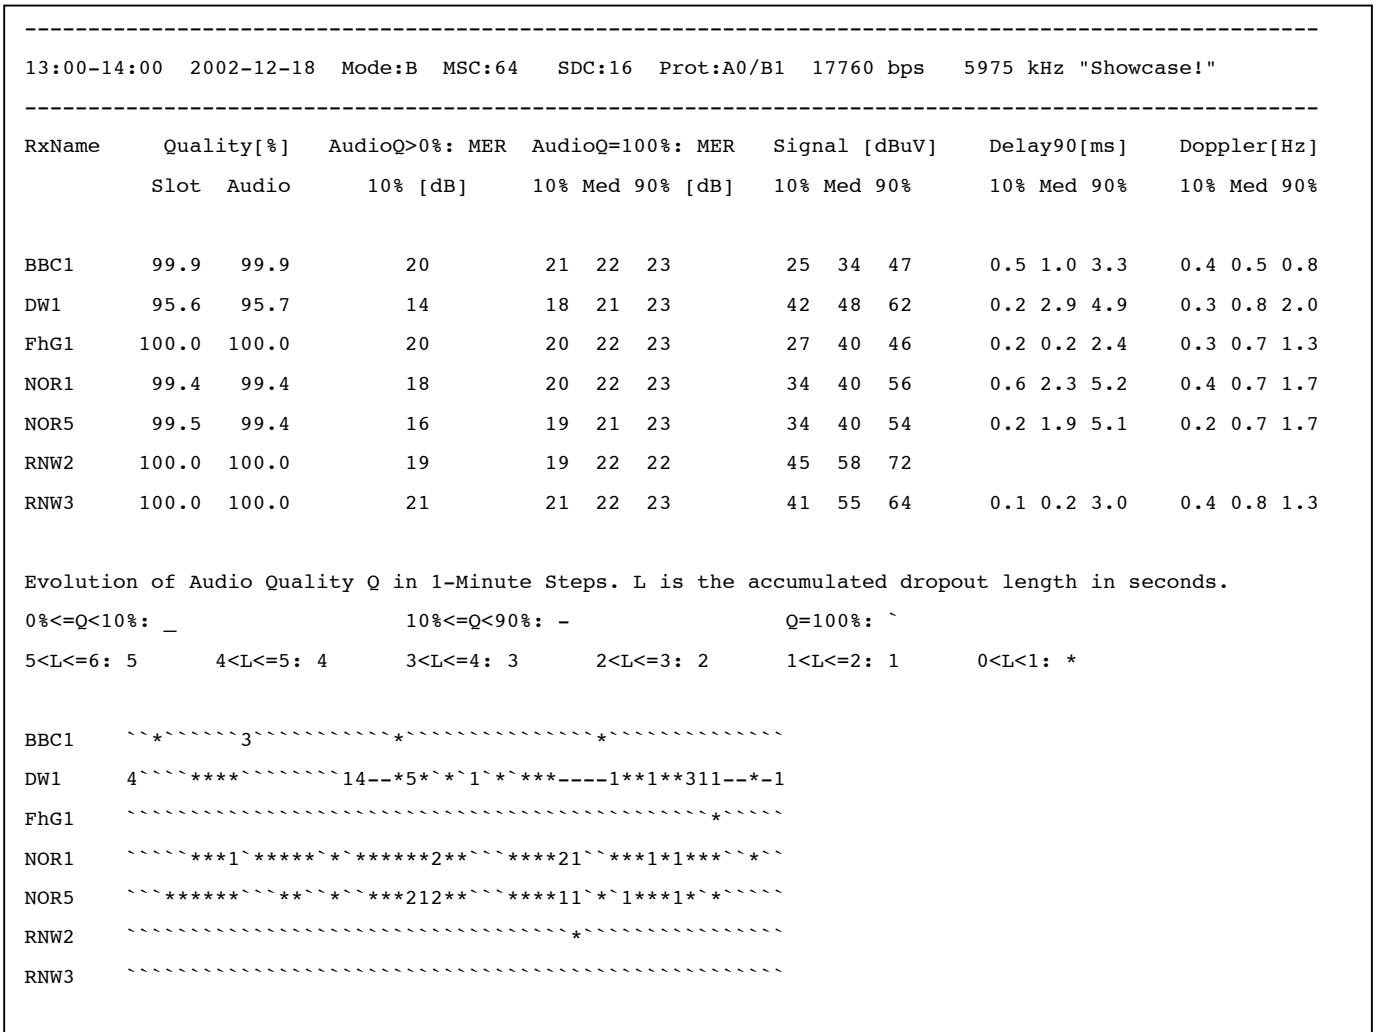 --------------------------------------------------------------------------------
13:00-14:00 2002-12-18 Mode:B MSC:64 SDC:16 Prot:A0/B1 17760 bps 5975 kHz "Showcase!"
--------------------------------------------------------------------------------
RxName Quality[%] AudioQ>0%: MER AudioQ=100%: MER Signal [dBuV] Delay90[ms] Doppler[Hz]
Slot Audio 10% [dB] 10% Med 90% [dB] 10% Med 90% 10% Med 90% 10% Med 90%
BBC1 99.9 99.9 20 21 22 23 25 34 47 0.5 1.0 3.3 0.4 0.5 0.8
DW1 95.6 95.7 14 18 21 23 42 48 62 0.2 2.9 4.9 0.3 0.8 2.0
FhG1 100.0 100.0 20 20 22 23 27 40 46 0.2 0.2 2.4 0.3 0.7 1.3
NOR1 99.4 99.4 18 20 22 23 34 40 56 0.6 2.3 5.2 0.4 0.7 1.7
NOR5 99.5 99.4 16 19 21 23 34 40 54 0.2 1.9 5.1 0.2 0.7 1.7
RNW2 100.0 100.0 19 19 22 22 45 58 72
RNW3 100.0 100.0 21 21 22 23 41 55 64 0.1 0.2 3.0 0.4 0.8 1.3
Evolution of Audio Quality Q in 1-Minute Steps. L is the accumulated dropout length in seconds.
0%<=Q<10%: _ 10%<=Q<90%: - Q=100%: `
5<L<=6: 5 4<L<=5: 4 3<L<=4: 3 2<L<=3: 2 1<L<=2: 1 0<L<1: *
BBC1 ``*``````3```````````*```````````````*``````````````
DW1 4````****````````14--*5*`*`1`*`***----1**1**311--*-1
FhG1 ``````````````````````````````````````````````*`````
NOR1 `````***1`*****`*`******2**```****21``***1*1***``*``
NOR5 ```******```**``*``***212**```****11`*`1***1*`*`````
RNW2 ```````````````````````````````````*````````````````
RNW3 ````````````````````````````````````````````````````